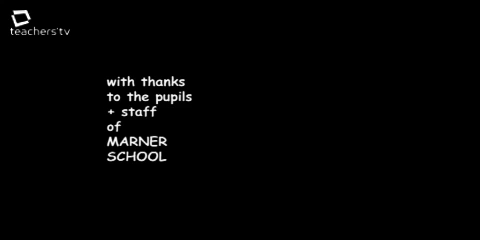 teachers'tv
with thanks
to the pupils
+ staff
of
MARNER
SCHOOL